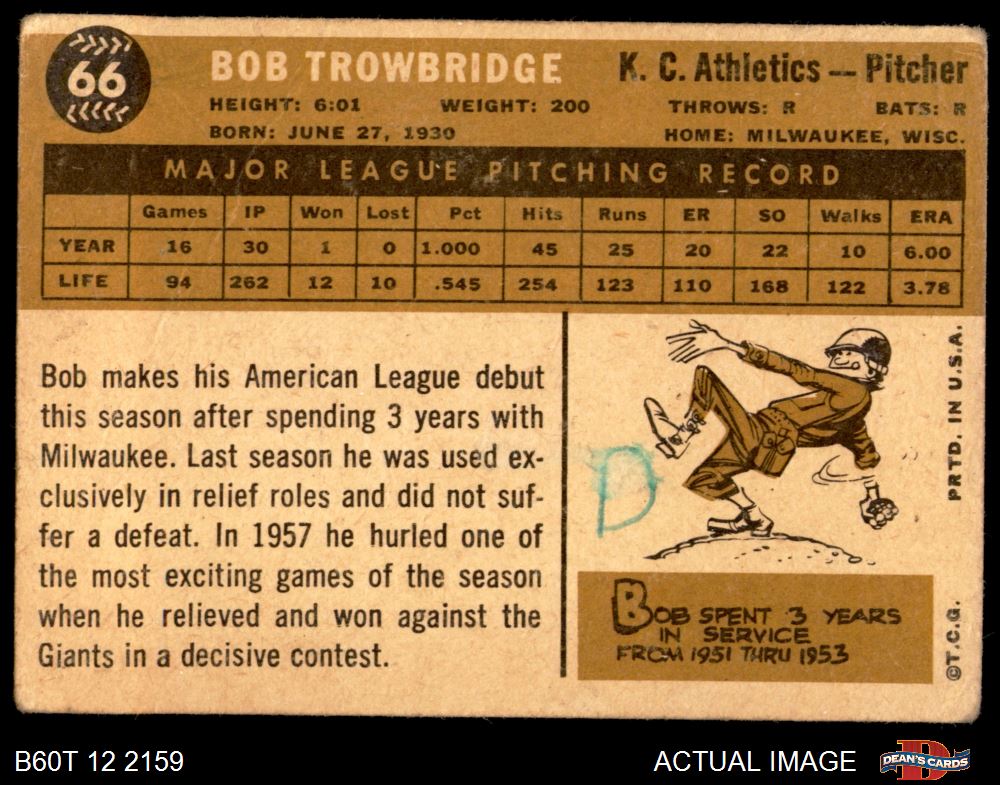 66
BOB TROWBRIDGE
K. C. Athletics — Pitcher
HEIGHT: 6:01 WEIGHT: 200 THROWS: R BATS: R
BORN: JUNE 27, 1930 HOME: MILWAUKEE, WISC.
MAJOR LEAGUE PITCHING RECORD
Games IP Won Lost Pct Hits Runs ER SO Walks ERA
YEAR 16 30 1 0 1.000 45 25 20 22 10 6.00
LIFE 94 262 12 10 .545 254 123 110 168 122 3.78
Bob makes his American League debut
this season after spending 3 years with
Milwaukee. Last season he was used ex-
clusively in relief roles and did not suf-
fer a defeat. In 1957 he hurled one of
the most exciting games of the season
when he relieved and won against the
Giants in a decisive contest.
D
BOB SPENT 3 YEARS
IN SERVICE
FROM 1951 THRU 1953
PRTD. IN U.S.A.
©T.C.G.
B60T 12 2159
ACTUAL IMAGE
D
DEAN'S CARDS